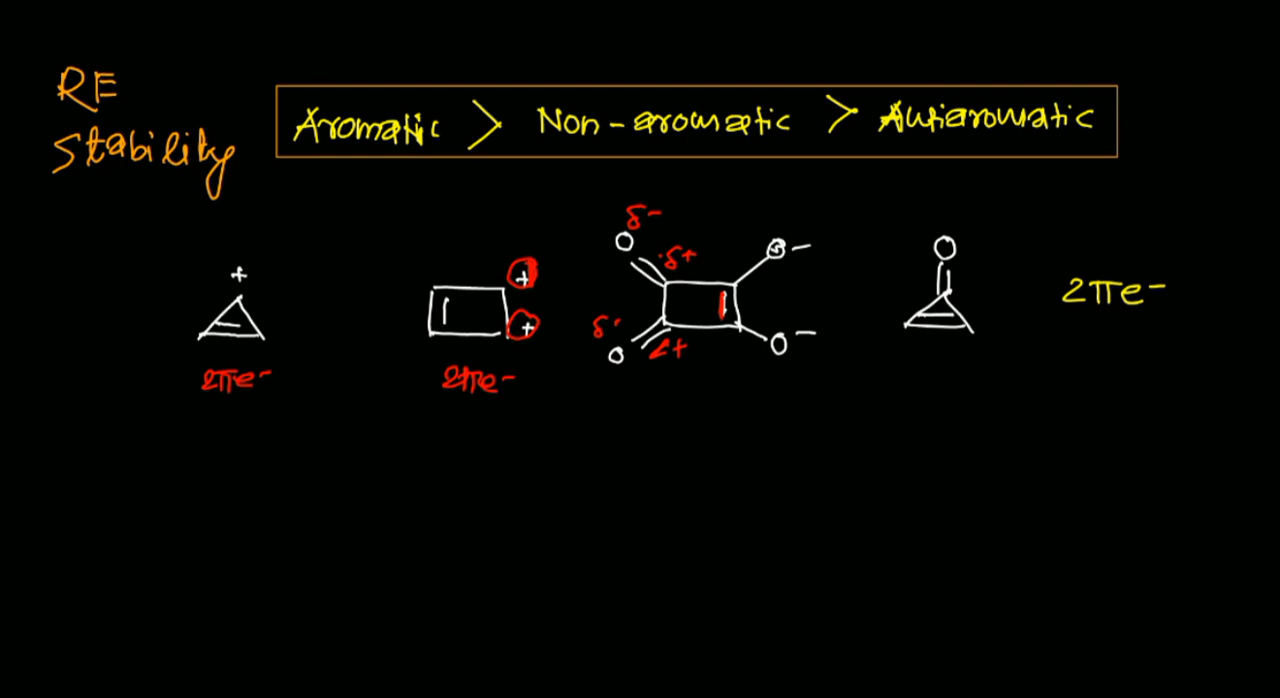 RE
Stability
Aromatic > Non-aromatic > Antiaromatic
δ-
O δ+ O -
+ + O
2πe-
+ δ-
O δ+ O -
2πe- 2πe-